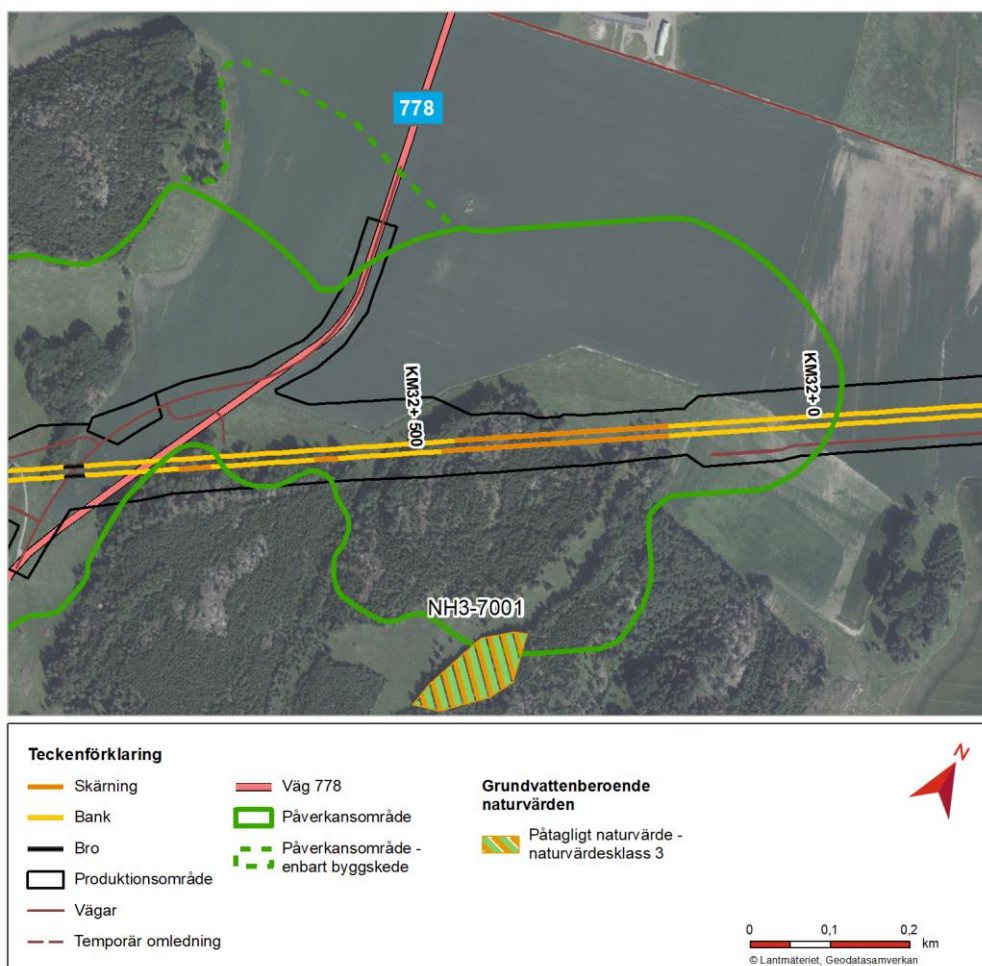 778
KM32+ 500
KM32+ 0
NH3-7001
Teckenförklaring
Skärning
Bank
Bro
Produktionsområde
Vägar
Temporär omledning
Väg 778
Påverkansområde
Påverkansområde -
enbart byggskede
Grundvattenberoende
naturvärden
Påtagligt naturvärde -
naturvärdesklass 3
N
0 0,1 0,2
km
© Lantmäteriet, Geodatasamverkan